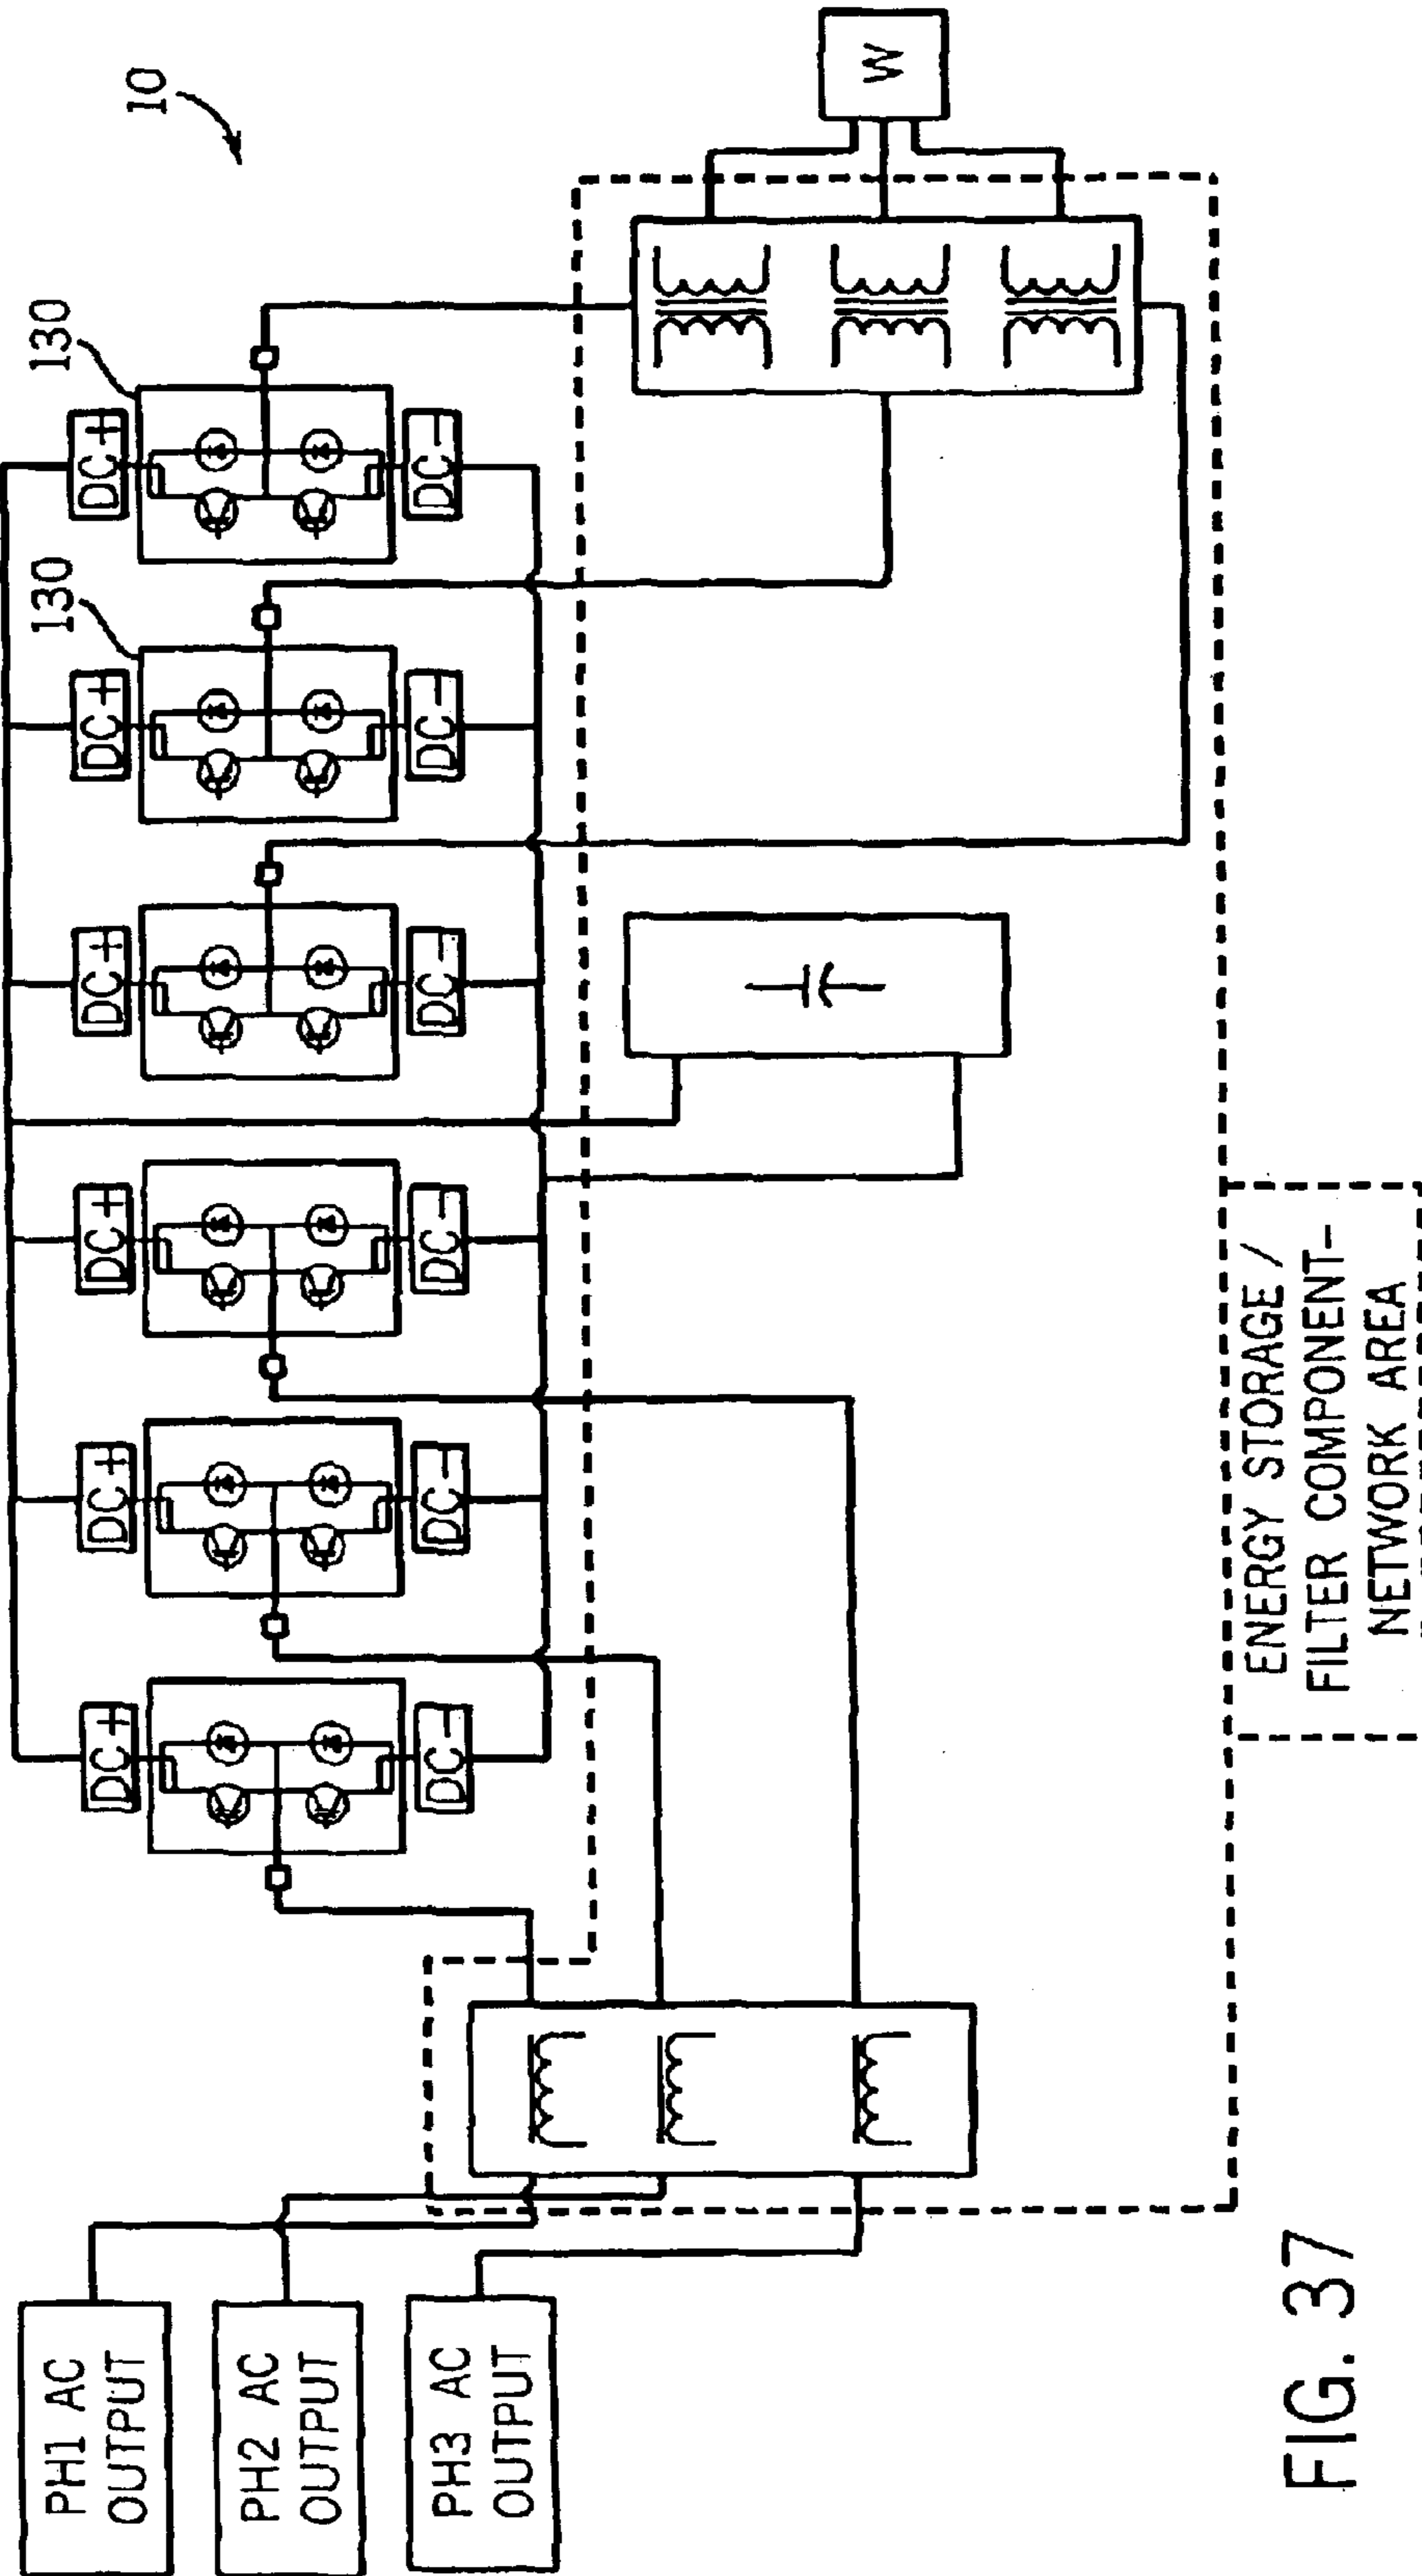 10
130
130
DC+
DC+
DC+
DC+
DC+
DC+
DC-
DC-
DC-
DC-
DC-
DC-
PH1 AC
OUTPUT
PH2 AC
OUTPUT
PH3 AC
OUTPUT
W
ENERGY STORAGE /
FILTER COMPONENT-
NETWORK AREA
FIG. 37